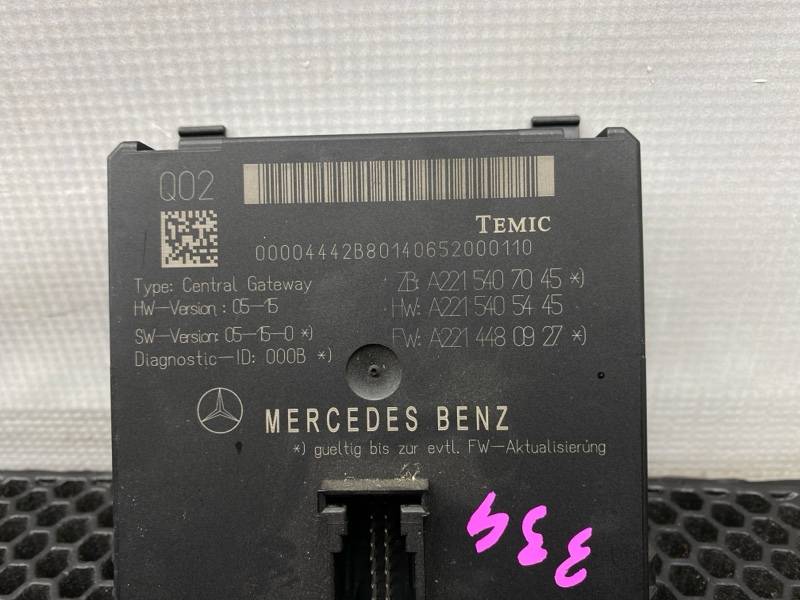 Q02
TEMIC
00004442B80140652000110
Type: Central Gateway
ZB: A221 540 70 45 *)
HW-Version : 05-15
HW: A221 540 54 45
SW-Version: 05-15-0 *)
FW: A221 448 09 27 *)
Diagnostic-ID: 000B *)
MERCEDES BENZ
*) gueltig bis zur evtl. FW-Aktualisierung
334